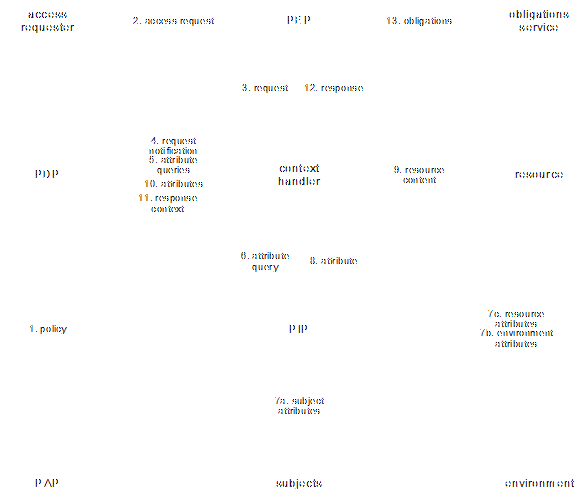 access
requester
2. access request
PEP
13. obligations
obligations
service
3. request
12. response
4. request
notification
5. attribute
queries
10. attributes
11. response
context
PDP
context
handler
9. resource
content
resource
6. attribute
query
8. attribute
1. policy
PIP
7c. resource
attributes
7b. environment
attributes
7a. subject
attributes
PAP
subjects
environment